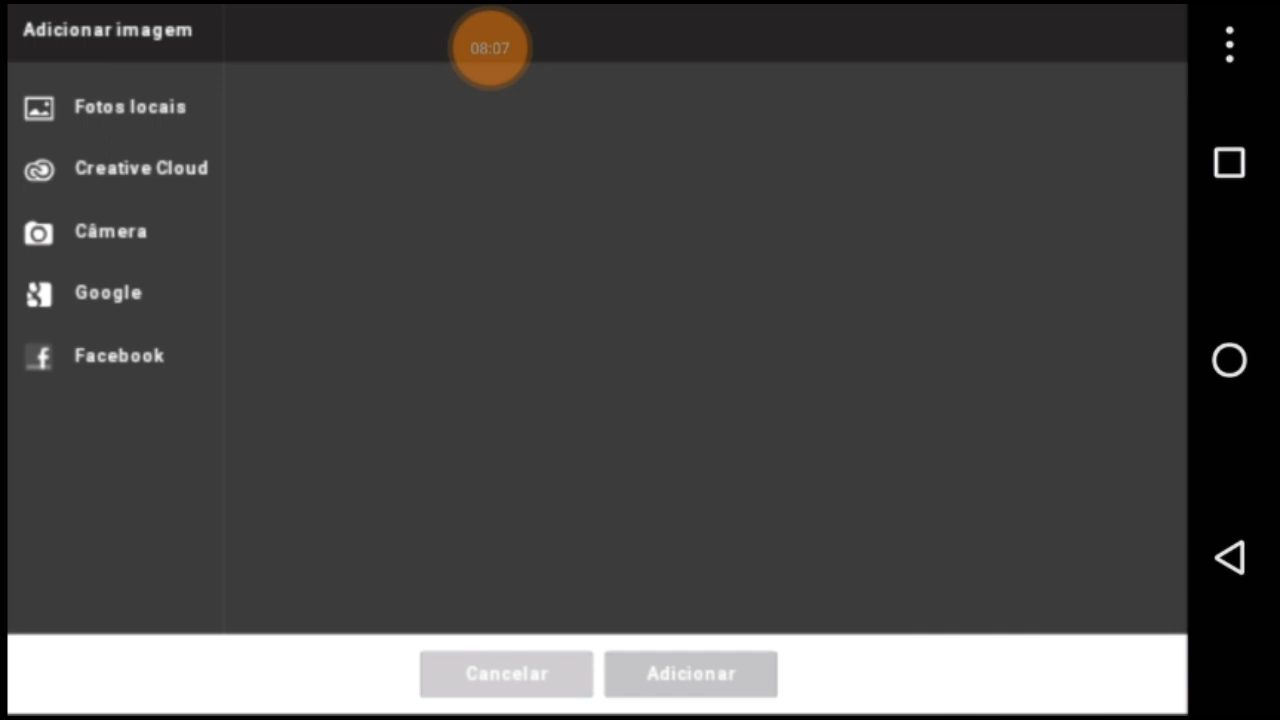 Adicionar imagem
08:07
Fotos locais
Creative Cloud
Câmera
Google
Facebook
Cancelar
Adicionar